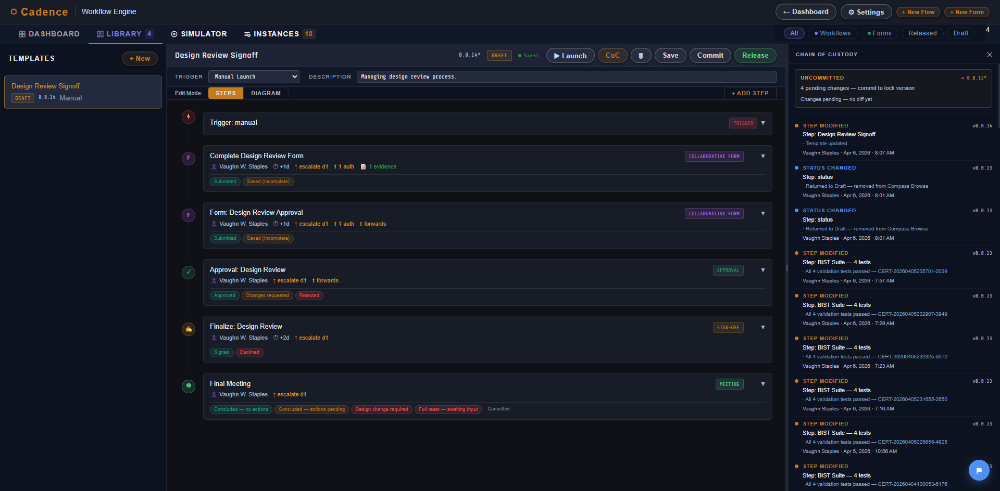 Cadence
Workflow Engine
← Dashboard
⚙ Settings
+ New Flow
+ New Form
DASHBOARD
LIBRARY 4
SIMULATOR
INSTANCES 18
All
Workflows
Forms
Released
Draft
4
TEMPLATES
+ New
Design Review Signoff
DRAFT 0.0.14 Manual
Design Review Signoff
0.0.14*
DRAFT
Saved
▶ Launch
CoC
Save
Commit
Release
TRIGGER
Manual Launch
DESCRIPTION
Managing design review process.
Edit Mode:
STEPS
DIAGRAM
+ ADD STEP
Trigger: manual
TRIGGER
F
Complete Design Review Form
COLLABORATIVE FORM
Vaughn W. Staples +1d ↑ escalate d1 1 auth 1 evidence
Submitted
Saved (incomplete)
F
Form: Design Review Approval
COLLABORATIVE FORM
Vaughn W. Staples +1d ↑ escalate d1 1 auth forwards
Submitted
Saved (incomplete)
Approval: Design Review
APPROVAL
Vaughn W. Staples ↑ escalate d1 forwards
Approved
Changes requested
Rejected
Finalize: Design Review
SIGN-OFF
Vaughn W. Staples +2d ↑ escalate d1
Signed
Declined
Final Meeting
MEETING
Vaughn W. Staples ↑ escalate d1
Concluded — no actions
Concluded — actions pending
Design change required
Full reset — awaiting input
Cancelled
CHAIN OF CUSTODY
UNCOMMITTED → 0.0.15*
4 pending changes — commit to lock version
Changes pending — no diff yet
STEP MODIFIED v0.0.14
Step: Design Review Signoff
· Template updated
Vaughn Staples · Apr 6, 2026 · 8:07 AM
STATUS CHANGED v0.0.13
Step: status
· Returned to Draft — removed from Compass Browse
Vaughn Staples · Apr 6, 2026 · 8:01 AM
STATUS CHANGED v0.0.13
Step: status
· Returned to Draft — removed from Compass Browse
Vaughn Staples · Apr 6, 2026 · 8:01 AM
STEP MODIFIED v0.0.13
Step: BIST Suite — 4 tests
· All 4 validation tests passed — CERT-20260405235701-2039
Vaughn Staples · Apr 6, 2026 · 7:57 AM
STEP MODIFIED v0.0.13
Step: BIST Suite — 4 tests
· All 4 validation tests passed — CERT-20260405232907-3949
Vaughn Staples · Apr 6, 2026 · 7:29 AM
STEP MODIFIED v0.0.13
Step: BIST Suite — 4 tests
· All 4 validation tests passed — CERT-20260405232325-6072
Vaughn Staples · Apr 6, 2026 · 7:23 AM
STEP MODIFIED v0.0.13
Step: BIST Suite — 4 tests
· All 4 validation tests passed — CERT-20260405231655-2650
Vaughn Staples · Apr 6, 2026 · 7:16 AM
STEP MODIFIED v0.0.13
Step: BIST Suite — 4 tests
· All 4 validation tests passed — CERT-20260405025655-4825
Vaughn Staples · Apr 5, 2026 · 10:56 AM
STEP MODIFIED
Step: BIST Suite — 4 tests
· All 4 validation tests passed — CERT-20260404100053-6176